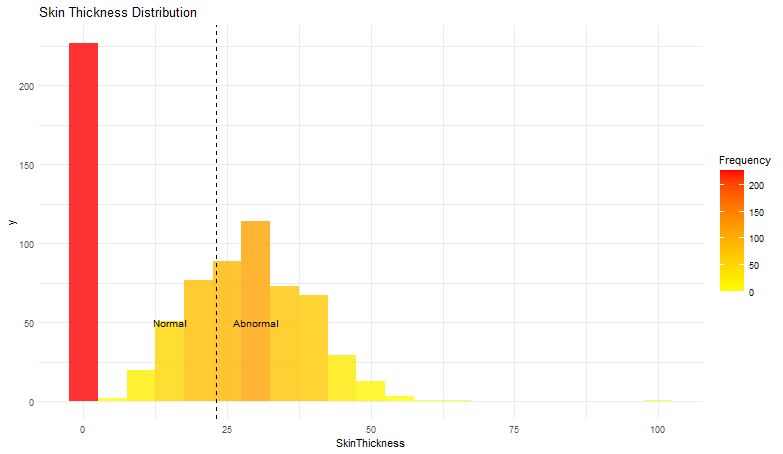 Skin Thickness Distribution
y
200
150
100
50
0
Normal
Abnormal
0 25 50 75 100
SkinThickness
Frequency
200
150
100
50
0